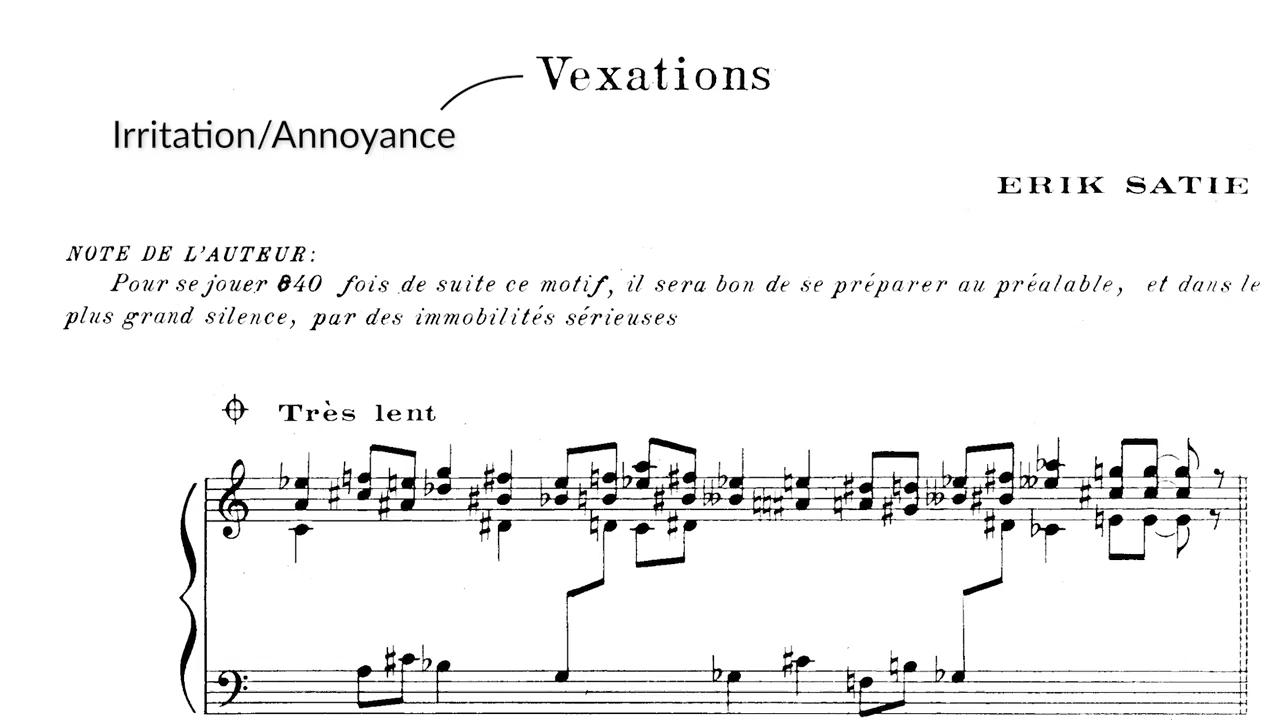 Vexations
Irritation/Annoyance
ERIK SATIE
NOTE DE L'AUTEUR:
Pour se jouer 840 fois de suite ce motif, il sera bon de se préparer au préalable, et dans le
plus grand silence, par des immobilités sérieuses
Très lent